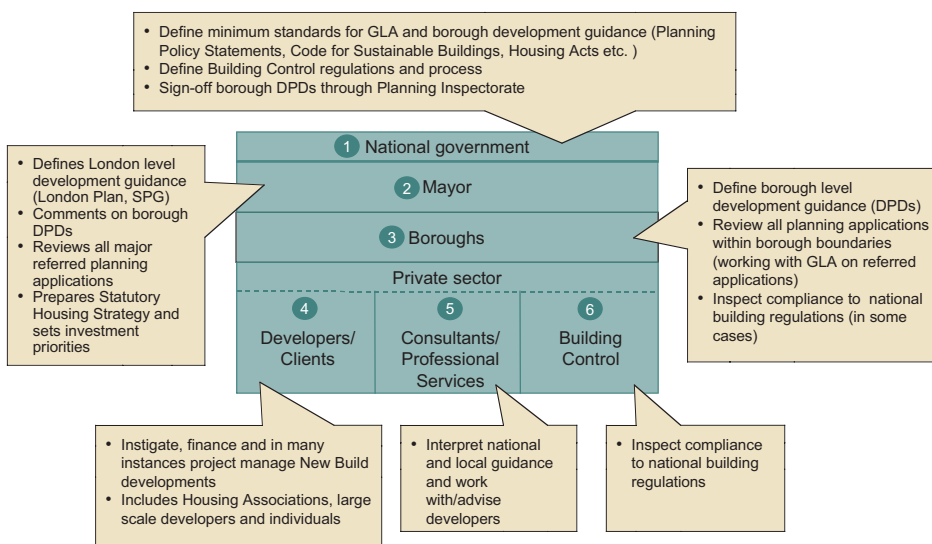 • Define minimum standards for GLA and borough development guidance (Planning
Policy Statements, Code for Sustainable Buildings, Housing Acts etc. )
• Define Building Control regulations and process
• Sign-off borough DPDs through Planning Inspectorate
1 National government
• Defines London level
development guidance
(London Plan, SPG)
• Comments on borough
DPDs
• Reviews all major
referred planning
applications
• Prepares Statutory
Housing Strategy and
sets investment
priorities
2 Mayor
3 Boroughs
• Define borough level
development guidance (DPDs)
• Review all planning applications
within borough boundaries
(working with GLA on referred
applications)
• Inspect compliance to national
building regulations (in some
cases)
Private sector
4
Developers/
Clients
5
Consultants/
Professional
Services
6
Building
Control
• Instigate, finance and in many
instances project manage New Build
developments
• Includes Housing Associations, large
scale developers and individuals
• Interpret national
and local guidance
and work
with/advise
developers
• Inspect compliance
to national building
regulations